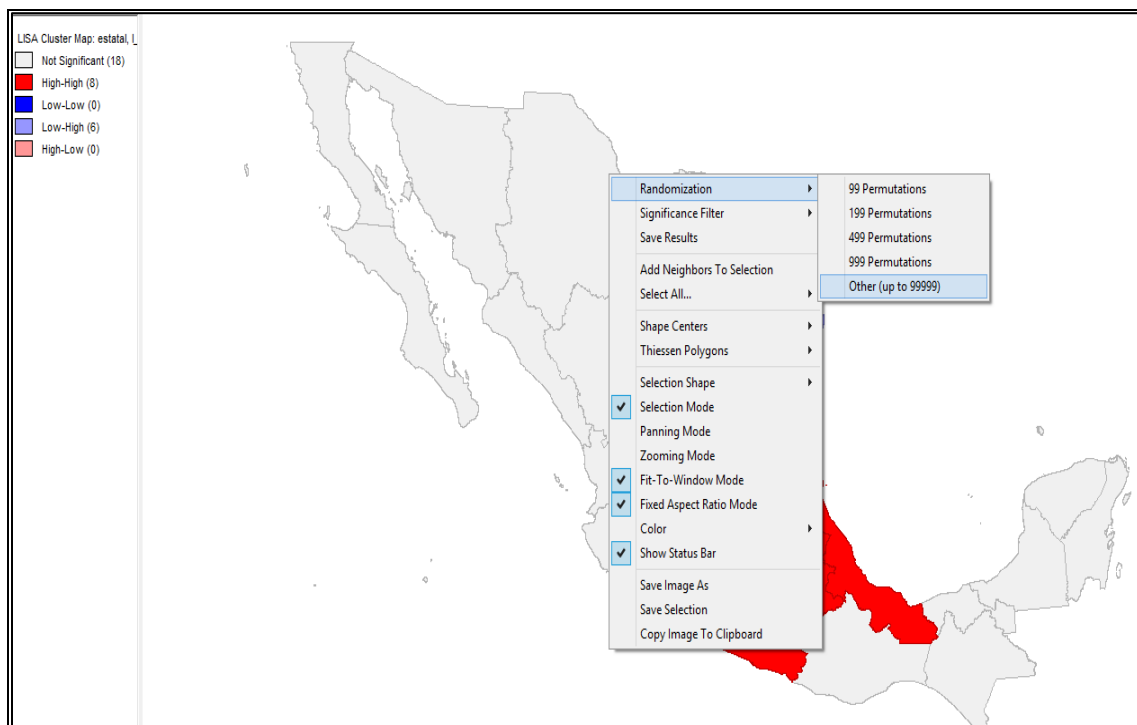 LISA Cluster Map: estatal, I_
Not Significant (18)
High-High (8)
Low-Low (0)
Low-High (6)
High-Low (0)
Randomization
Significance Filter
Save Results
Add Neighbors To Selection
Select All...
Shape Centers
Thiessen Polygons
Selection Shape
Selection Mode
Panning Mode
Zooming Mode
Fit-To-Window Mode
Fixed Aspect Ratio Mode
Color
Show Status Bar
Save Image As
Save Selection
Copy Image To Clipboard
99 Permutations
199 Permutations
499 Permutations
999 Permutations
Other (up to 99999)